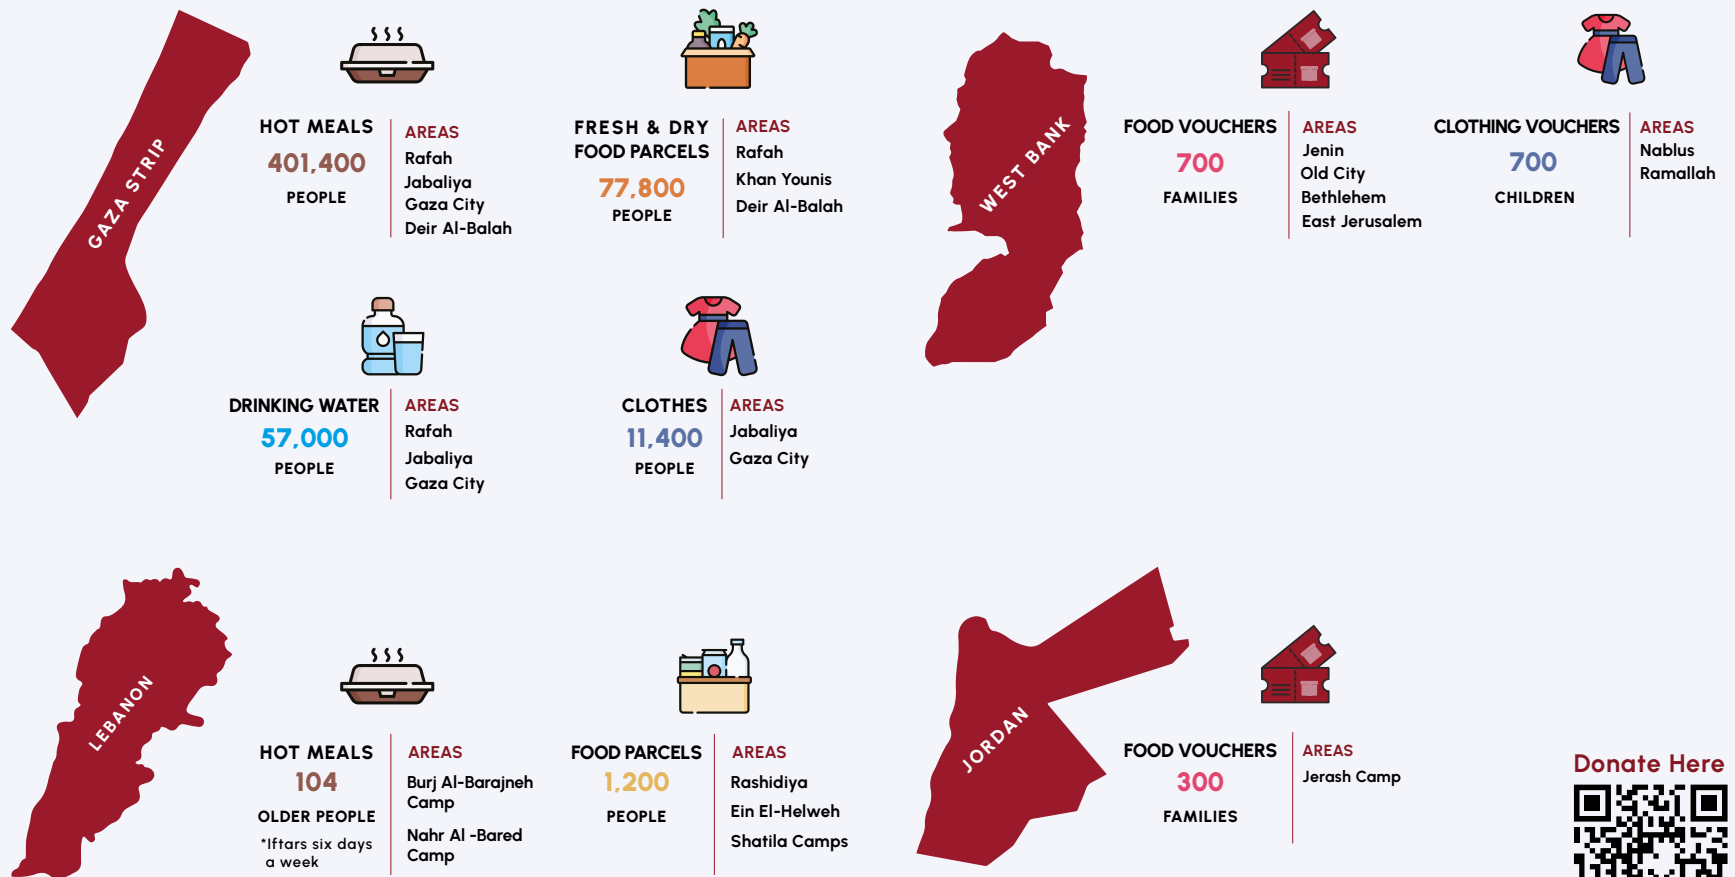 GAZA STRIP
HOT MEALS
401,400
PEOPLE
AREAS
Rafah
Jabaliya
Gaza City
Deir Al-Balah
FRESH & DRY
FOOD PARCELS
77,800
PEOPLE
AREAS
Rafah
Khan Younis
Deir Al-Balah
DRINKING WATER
57,000
PEOPLE
AREAS
Rafah
Jabaliya
Gaza City
CLOTHES
11,400
PEOPLE
AREAS
Jabaliya
Gaza City
WEST BANK
FOOD VOUCHERS
700
FAMILIES
AREAS
Jenin
Old City
Bethlehem
East Jerusalem
CLOTHING VOUCHERS
700
CHILDREN
AREAS
Nablus
Ramallah
LEBANON
HOT MEALS
104
OLDER PEOPLE
*Iftars six days
a week
AREAS
Burj Al-Barajneh
Camp
Nahr Al -Bared
Camp
FOOD PARCELS
1,200
PEOPLE
AREAS
Rashidiya
Ein El-Helweh
Shatila Camps
JORDAN
FOOD VOUCHERS
300
FAMILIES
AREAS
Jerash Camp
Donate Here